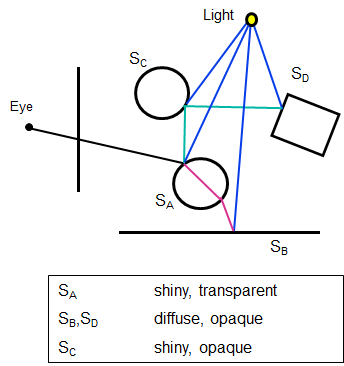 Light
S_C
S_D
Eye
S_A
S_B
S_A shiny, transparent
S_B,S_D diffuse, opaque
S_C shiny, opaque